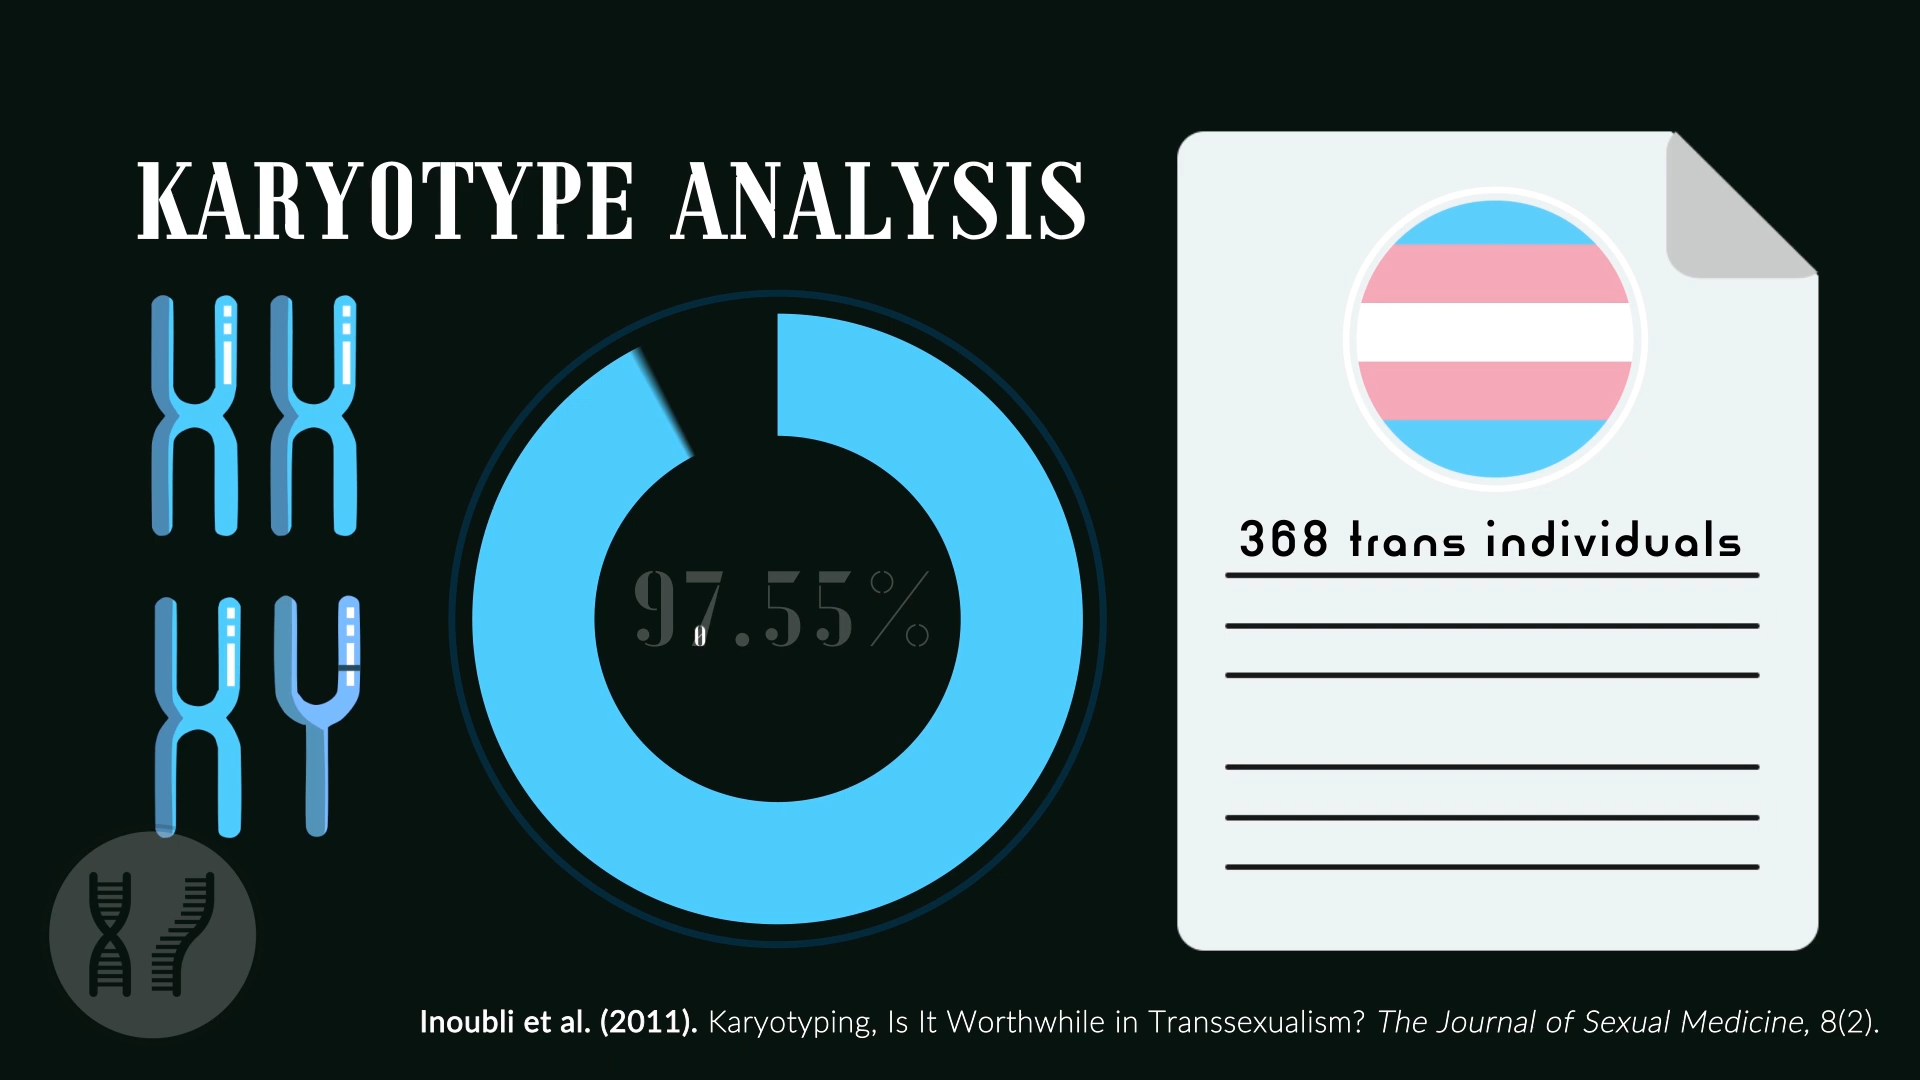 KARYOTYPE ANALYSIS
97.55%
0
368 trans individuals
Inoubli et al. (2011). Karyotyping, Is It Worthwhile in Transsexualism? The Journal of Sexual Medicine, 8(2).